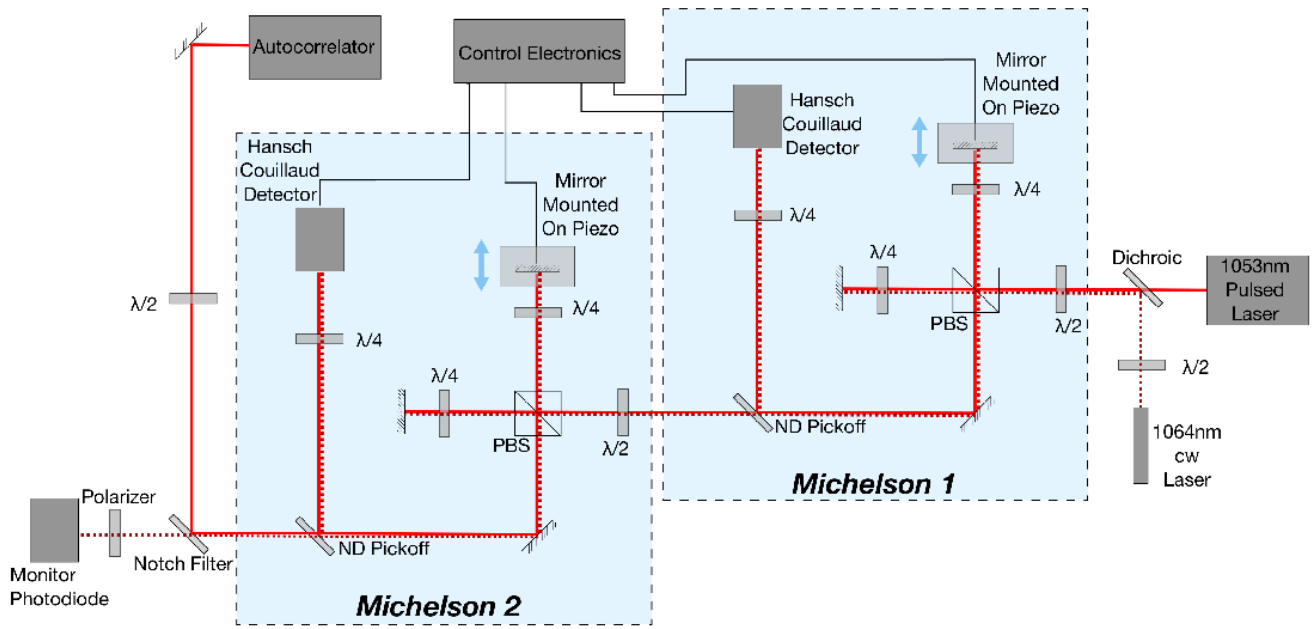 Autocorrelator
Control Electronics
Mirror
Mounted
On Piezo
Hansch
Couillaud
Detector
λ/4
λ/4
λ/4
PBS
λ/2
Dichroic
1053nm
Pulsed
Laser
λ/2
1064nm
cw
Laser
ND Pickoff
Michelson 1
Hansch
Couillaud
Detector
Mirror
Mounted
On Piezo
λ/2
λ/4
λ/4
λ/4
PBS
λ/2
Polarizer
Notch Filter
ND Pickoff
Monitor
Photodiode
Michelson 2